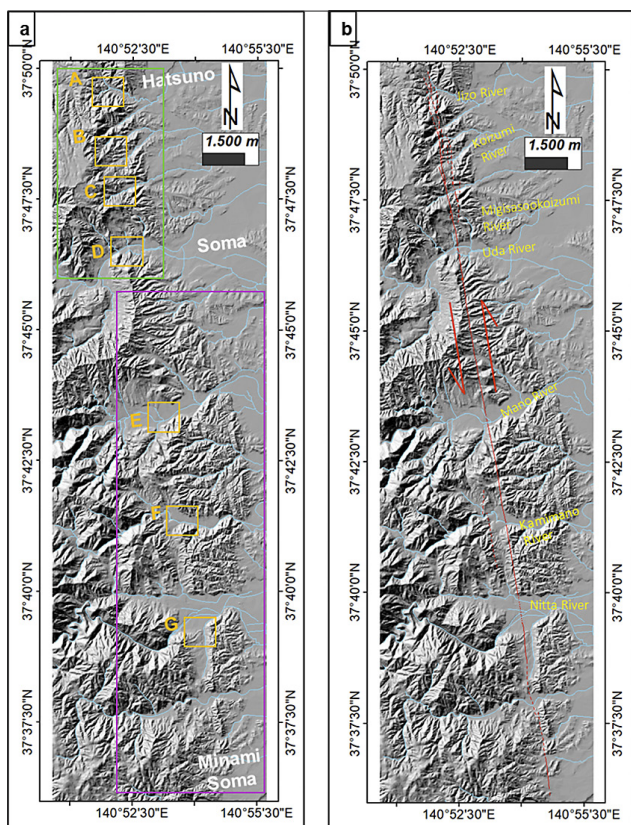 a
140°52'30"E
140°55'30"E
37°50'0"N
37°47'30"N
37°45'0"N
37°42'30"N
37°40'0"N
37°37'30"N
A
Hatsuno
N
1.500 m
B
C
D
Soma
E
F
G
Minami
Soma
140°52'30"E
140°55'30"E
b
140°52'30"E
140°55'30"E
37°50'0"N
37°47'30"N
37°45'0"N
37°42'30"N
37°40'0"N
37°37'30"N
N
Jizo River
1.500 m
Koizumi
River
Migisasnokoizumi
River
Uda River
Mano River
Kamimano
River
Nitta River
140°52'30"E
140°55'30"E